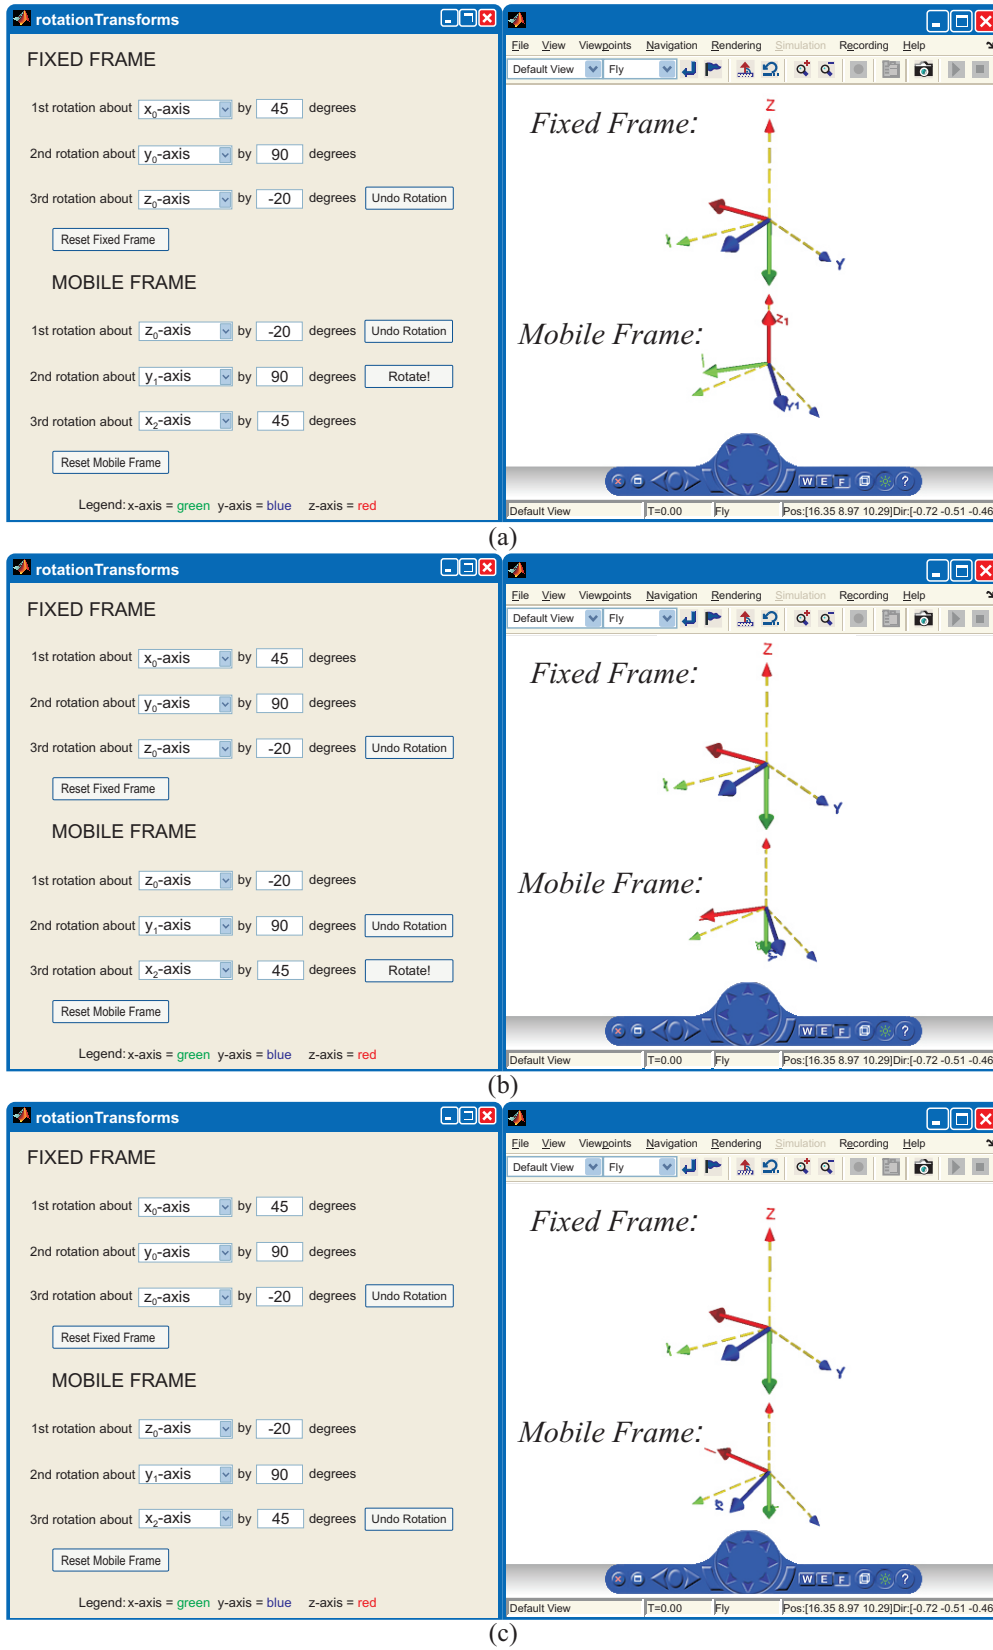 rotationTransforms
FIXED FRAME
1st rotation about x0-axis by 45 degrees
2nd rotation about y0-axis by 90 degrees
3rd rotation about z0-axis by -20 degrees Undo Rotation
Reset Fixed Frame
MOBILE FRAME
1st rotation about z0-axis by -20 degrees Undo Rotation
2nd rotation about y1-axis by 90 degrees Rotate!
3rd rotation about x2-axis by 45 degrees
Reset Mobile Frame
Legend: x-axis = green y-axis = blue z-axis = red
File View Viewpoints Navigation Rendering Simulation Recording Help
Default View Fly
Fixed Frame:
Z
X
Y
Mobile Frame:
Z1
Y1
W E F ?
Default View T=0.00 Fly Pos:[16.35 8.97 10.29]Dir:[-0.72 -0.51 -0.46
(a)
rotationTransforms
FIXED FRAME
1st rotation about x0-axis by 45 degrees
2nd rotation about y0-axis by 90 degrees
3rd rotation about z0-axis by -20 degrees Undo Rotation
Reset Fixed Frame
MOBILE FRAME
1st rotation about z0-axis by -20 degrees
2nd rotation about y1-axis by 90 degrees Undo Rotation
3rd rotation about x2-axis by 45 degrees Rotate!
Reset Mobile Frame
Legend: x-axis = green y-axis = blue z-axis = red
File View Viewpoints Navigation Rendering Simulation Recording Help
Default View Fly
Fixed Frame:
Z
X
Y
Mobile Frame:
W E F ?
Default View T=0.00 Fly Pos:[16.35 8.97 10.29]Dir:[-0.72 -0.51 -0.46
(b)
rotationTransforms
FIXED FRAME
1st rotation about x0-axis by 45 degrees
2nd rotation about y0-axis by 90 degrees
3rd rotation about z0-axis by -20 degrees Undo Rotation
Reset Fixed Frame
MOBILE FRAME
1st rotation about z0-axis by -20 degrees
2nd rotation about y1-axis by 90 degrees
3rd rotation about x2-axis by 45 degrees Undo Rotation
Reset Mobile Frame
Legend: x-axis = green y-axis = blue z-axis = red
File View Viewpoints Navigation Rendering Simulation Recording Help
Default View Fly
Fixed Frame:
Z
X
Y
Mobile Frame:
W E F ?
Default View T=0.00 Fly Pos:[16.35 8.97 10.29]Dir:[-0.72 -0.51 -0.46
(c)